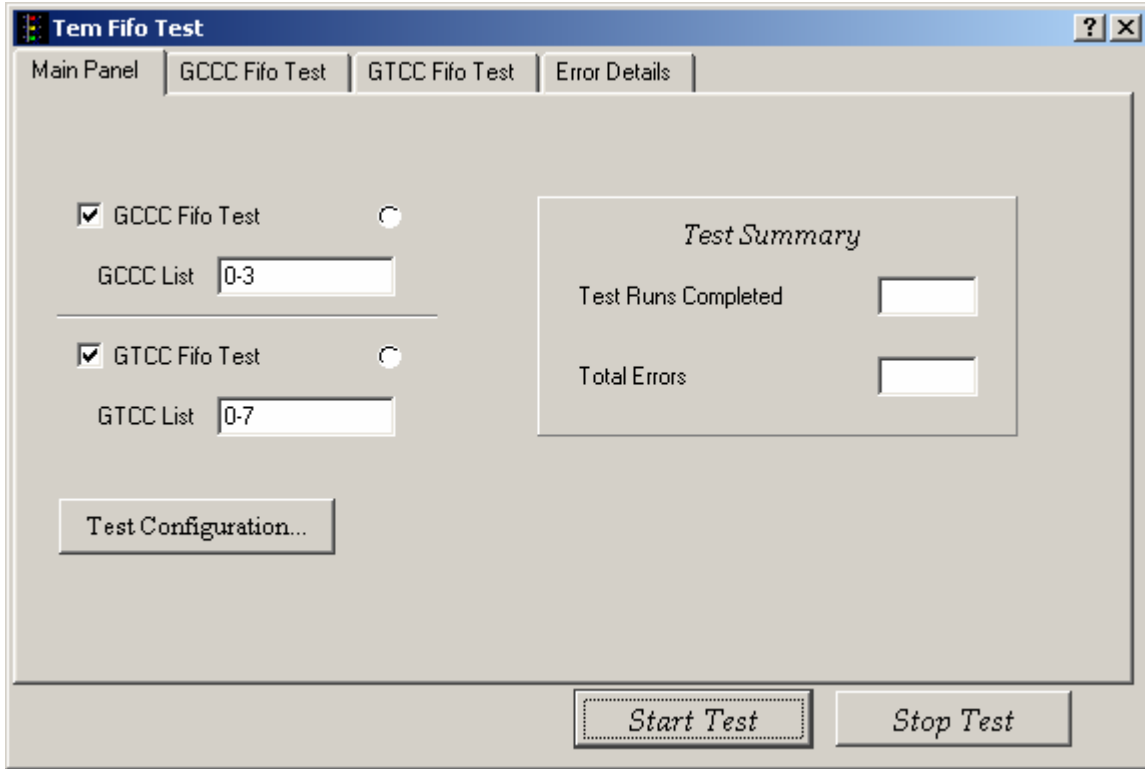 Tem Fifo Test
Main Panel GCCC Fifo Test GTCC Fifo Test Error Details
GCCC Fifo Test
GCCC List 0-3
GTCC Fifo Test
GTCC List 0-7
Test Configuration...
Test Summary
Test Runs Completed
Total Errors
Start Test Stop Test